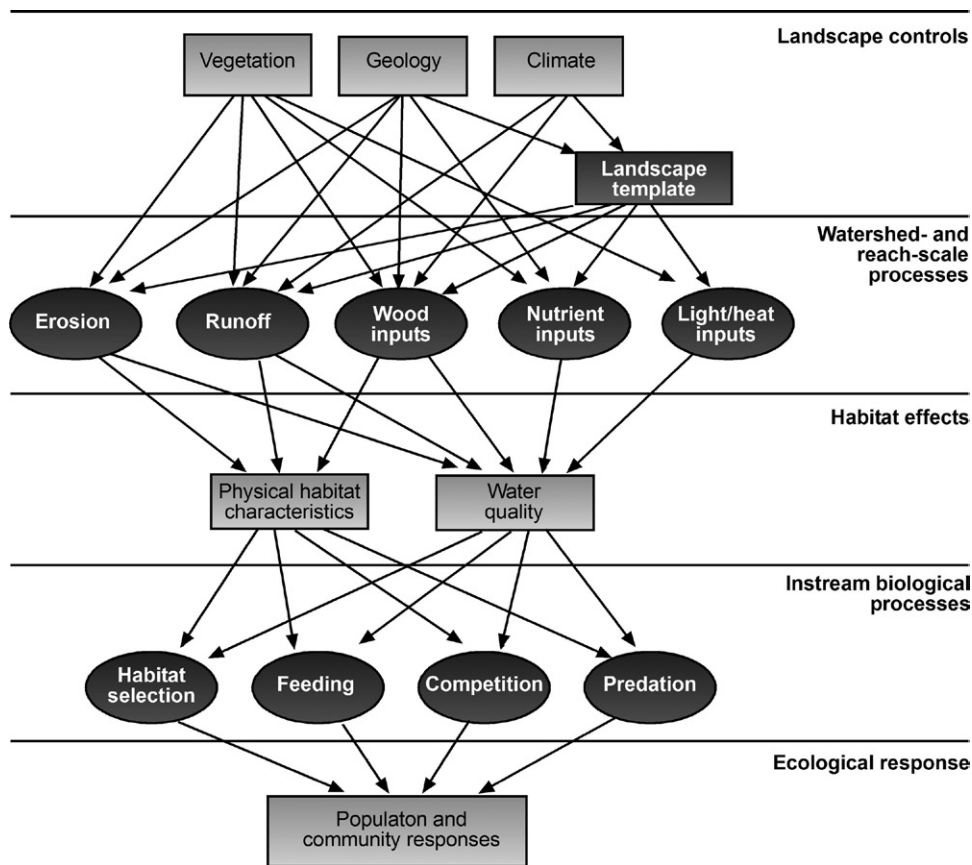 Landscape controls
Vegetation
Geology
Climate
Landscape
template
Watershed- and
reach-scale
processes
Erosion
Runoff
Wood
inputs
Nutrient
inputs
Light/heat
inputs
Habitat effects
Physical habitat
characteristics
Water
quality
Instream biological
processes
Habitat
selection
Feeding
Competition
Predation
Ecological response
Populaton and
community responses